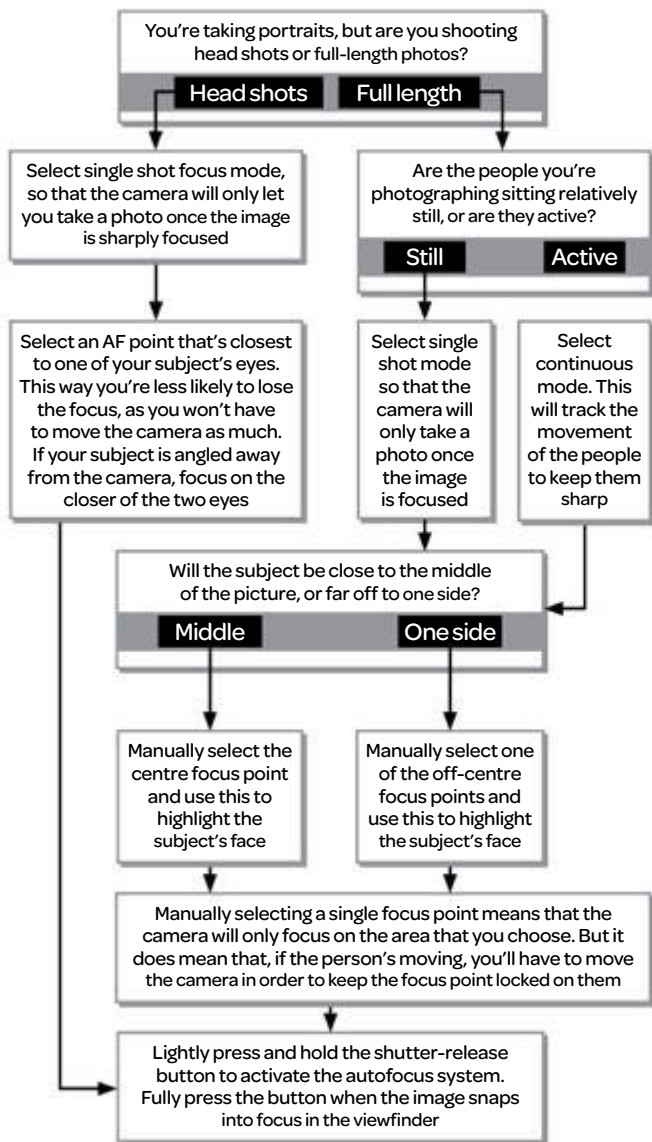 You're taking portraits, but are you shooting
head shots or full-length photos?
Head shots
Full length
Select single shot focus mode,
so that the camera will only let
you take a photo once the image
is sharply focused
Are the people you're
photographing sitting relatively
still, or are they active?
Still
Active
Select an AF point that's closest
to one of your subject's eyes.
This way you're less likely to lose
the focus, as you won't have
to move the camera as much.
If your subject is angled away
from the camera, focus on the
closer of the two eyes
Select single
shot mode
so that the
camera will
only take a
photo once
the image
is focused
Select
continuous
mode. This
will track the
movement
of the people
to keep them
sharp
Will the subject be close to the middle
of the picture, or far off to one side?
Middle
One side
Manually select the
centre focus point
and use this to
highlight the
subject's face
Manually select one
of the off-centre
focus points and
use this to highlight
the subject's face
Manually selecting a single focus point means that the
camera will only focus on the area that you choose. But it
does mean that, if the person's moving, you'll have to move
the camera in order to keep the focus point locked on them
Lightly press and hold the shutter-release
button to activate the autofocus system.
Fully press the button when the image snaps
into focus in the viewfinder